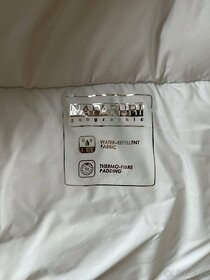 NAPAPIJRI
geographic
WATER-REPELLENT
FABRIC
THERMO-FIBRE
PADDING